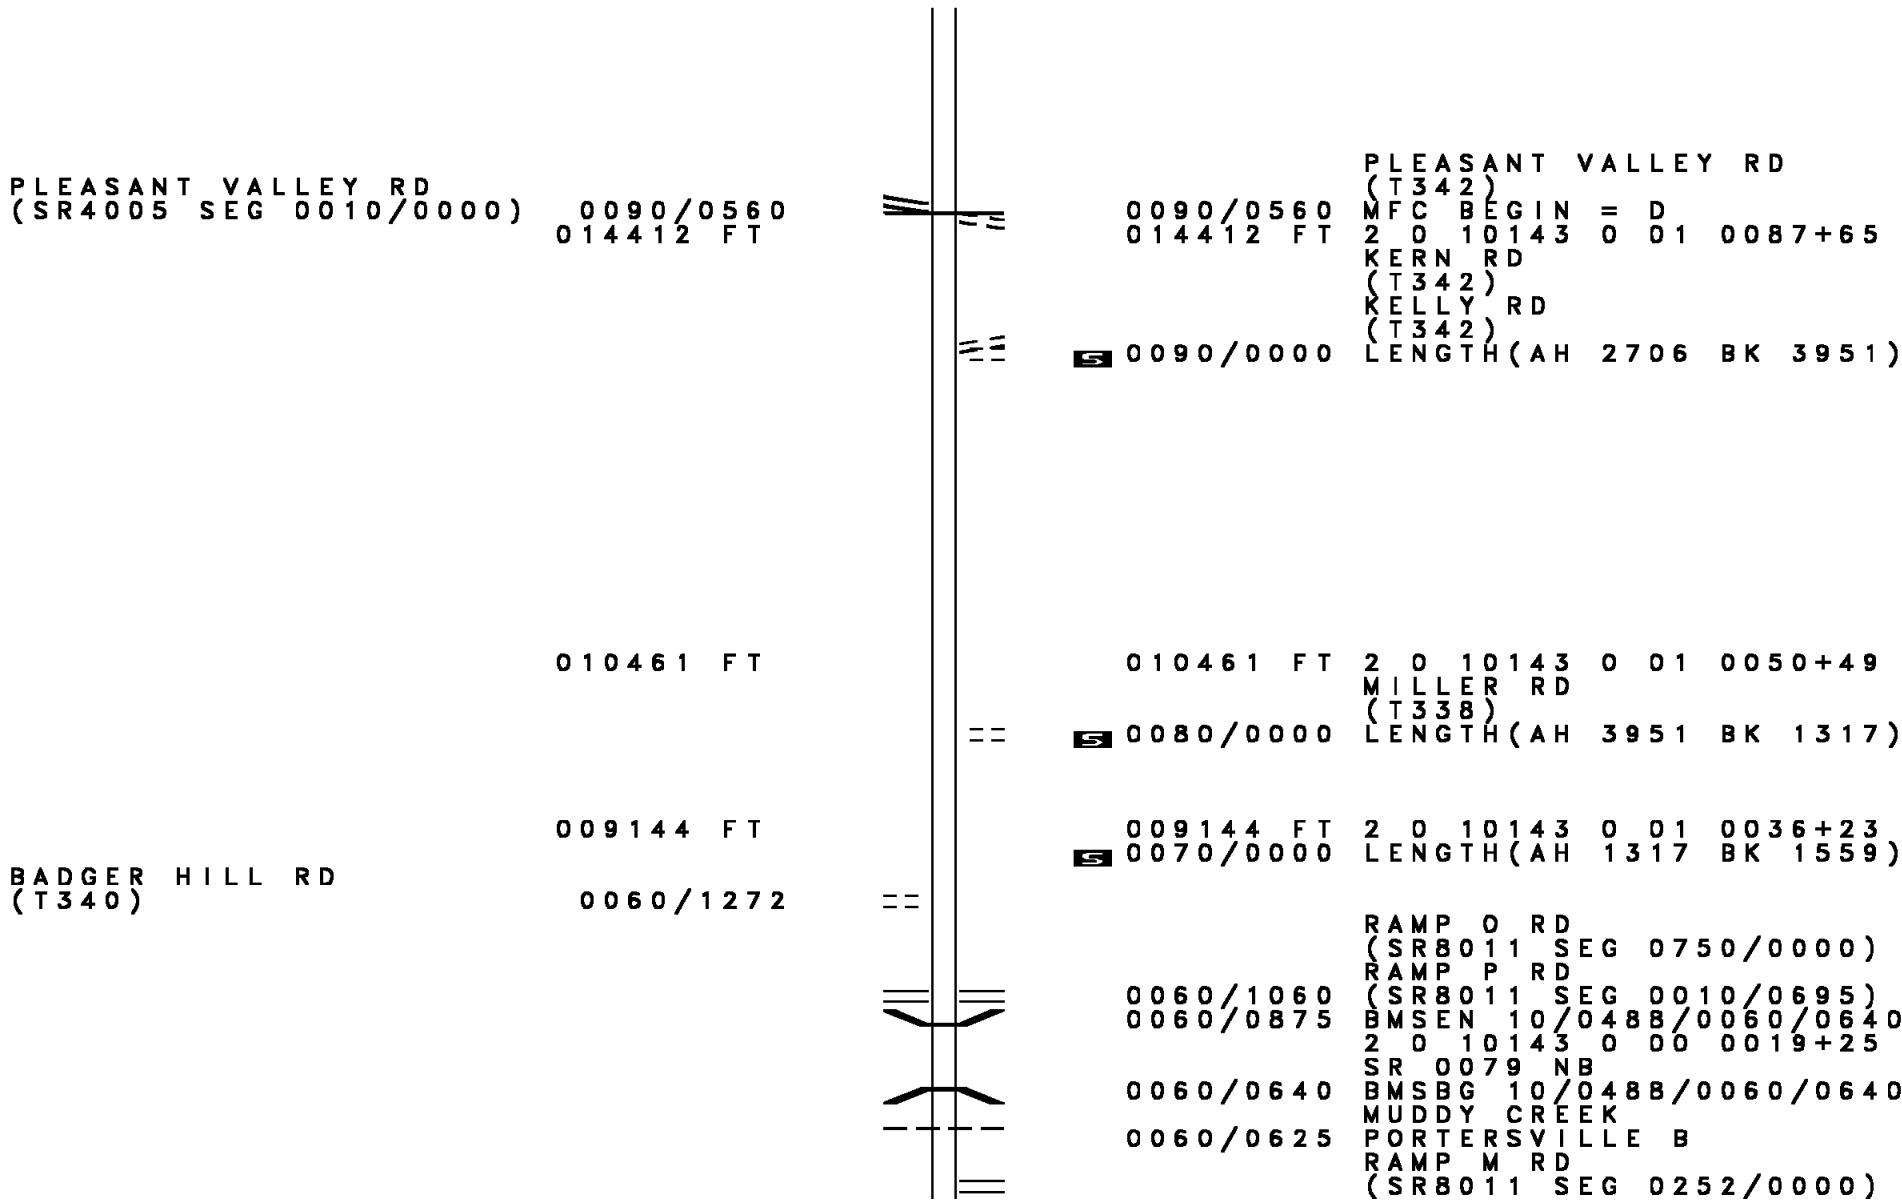 PLEASANT VALLEY RD
(T342)
PLEASANT VALLEY RD
(SR4005 SEG 0010/0000) 0090/0560 0090/0560 MFC BEGIN = D
014412 FT 014412 FT 2 0 10143 0 01 0087+65
KERN RD
(T342)
KELLY RD
(T342)
S 0090/0000 LENGTH(AH 2706 BK 3951)
010461 FT 010461 FT 2 0 10143 0 01 0050+49
MILLER RD
(T338)
S 0080/0000 LENGTH(AH 3951 BK 1317)
009144 FT 009144 FT 2 0 10143 0 01 0036+23
S 0070/0000 LENGTH(AH 1317 BK 1559)
BADGER HILL RD
(T340) 0060/1272
RAMP O RD
(SR8011 SEG 0750/0000)
RAMP P RD
0060/1060 (SR8011 SEG 0010/0695)
0060/0875 BMSEN 10/0488/0060/0640
2 0 10143 0 00 0019+25
SR 0079 NB
0060/0640 BMSBG 10/0488/0060/0640
MUDDY CREEK
0060/0625 PORTERSVILLE B
RAMP M RD
(SR8011 SEG 0252/0000)